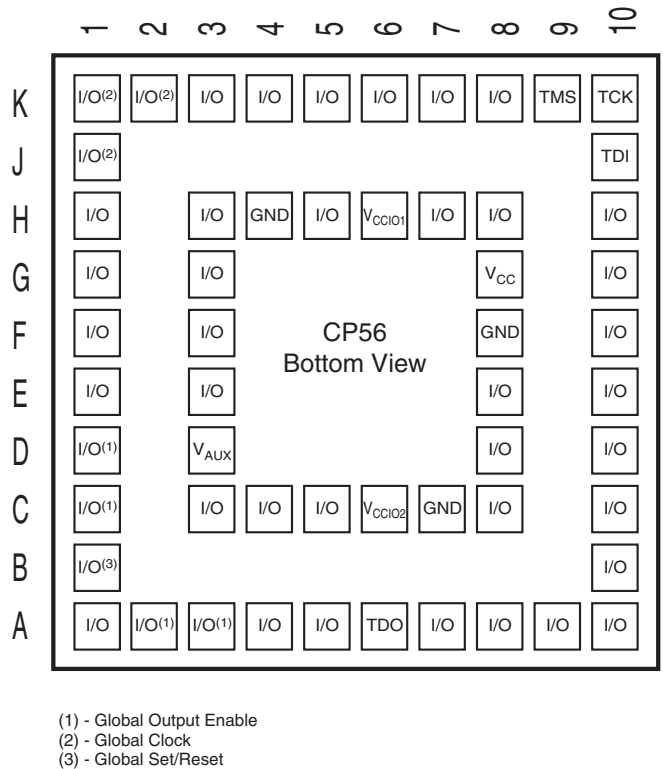 1 2 3 4 5 6 7 8 9 10
K I/O(2) I/O(2) I/O I/O I/O I/O I/O I/O TMS TCK
J I/O(2) TDI
H I/O I/O GND I/O VCCIO1 I/O I/O I/O
G I/O I/O VCC I/O
F I/O I/O GND I/O
CP56
Bottom View
E I/O I/O I/O I/O
D I/O(1) VAUX I/O I/O
C I/O(1) I/O I/O I/O VCCIO2 GND I/O I/O
B I/O(3) I/O
A I/O I/O(1) I/O(1) I/O I/O TDO I/O I/O I/O I/O
(1) - Global Output Enable
(2) - Global Clock
(3) - Global Set/Reset